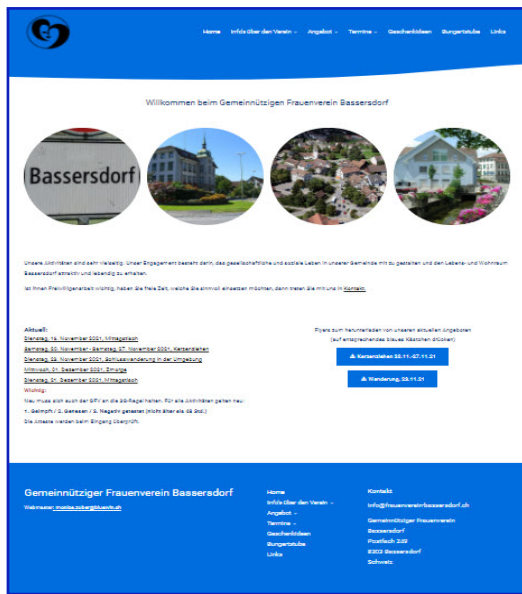 Home Info's über den Verein Angebot Termine Geschenkideen Bungertstube Links
Willkommen beim Gemeinnützigen Frauenverein Bassersdorf
Bassersdorf
Unsere Aktivitäten sind sehr vielseitig. Unser Engagement besteht darin, das gesellschaftliche und soziale Leben in unserer Gemeinde mit zu gestalten und den Lebens- und Wohnraum
Bassersdorf attraktiv und lebendig zu erhalten.
Ist Ihnen Freiwilligenarbeit wichtig, haben Sie freie Zeit, welche Sie sinnvoll einsetzen möchten, dann treten Sie mit uns in Kontakt.
Aktuell:
Dienstag, 16. November 2021, Mittagstisch
Samstag, 20. November - Samstag, 27. November 2021, Kerzenziehen
Dienstag, 23. November 2021, Schlusswanderung in der Umgebung
Mittwoch, 01. Dezember 2021, Zmorge
Dienstag, 21. Dezember 2021, Mittagstisch
Wichtig:
Neu muss sich auch der GFV an die 3G-Regel halten. Für alle Aktivitäten gelten neu:
1. Geimpft / 2. Genesen / 3. Negativ getestet (nicht älter als 48 Std.)
Die Atteste werden beim Eingang überprüft.
Flyers zum herunterladen von unseren aktuellen Angeboten
(auf entsprechendes blaues Kästchen drücken)
Kerzenziehen 20.11.-27.11.21
Wanderung, 23.11.21
Gemeinnütziger Frauenverein Bassersdorf
Webmaster:
Home
Info's über den Verein
Angebot
Termine
Geschenkideen
Bungertstube
Links
Kontakt
info@frauenvereinbassersdorf.ch
Gemeinnütziger Frauenverein
Bassersdorf
Postfach 249
8303 Bassersdorf
Schweiz